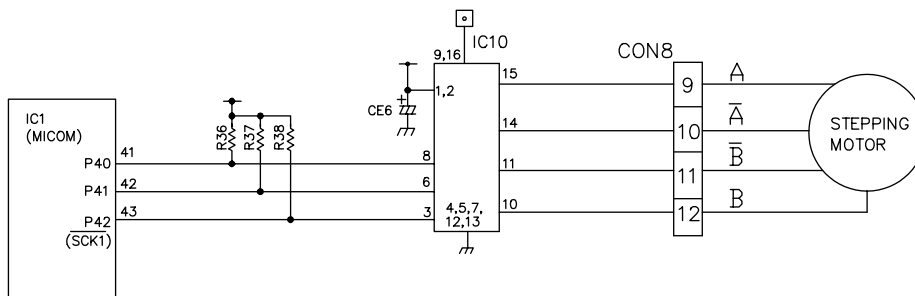 IC10
CON8
9,16
15
9
A
1,2
CE6
+
IC1
(MICOM)
R36
R37
R38
14
10
A̅
STEPPING
MOTOR
P40
41
8
11
11
B̅
P41
42
6
P42
43
3
4,5,7,
12,13
10
12
B
(S̅C̅K̅1̅)